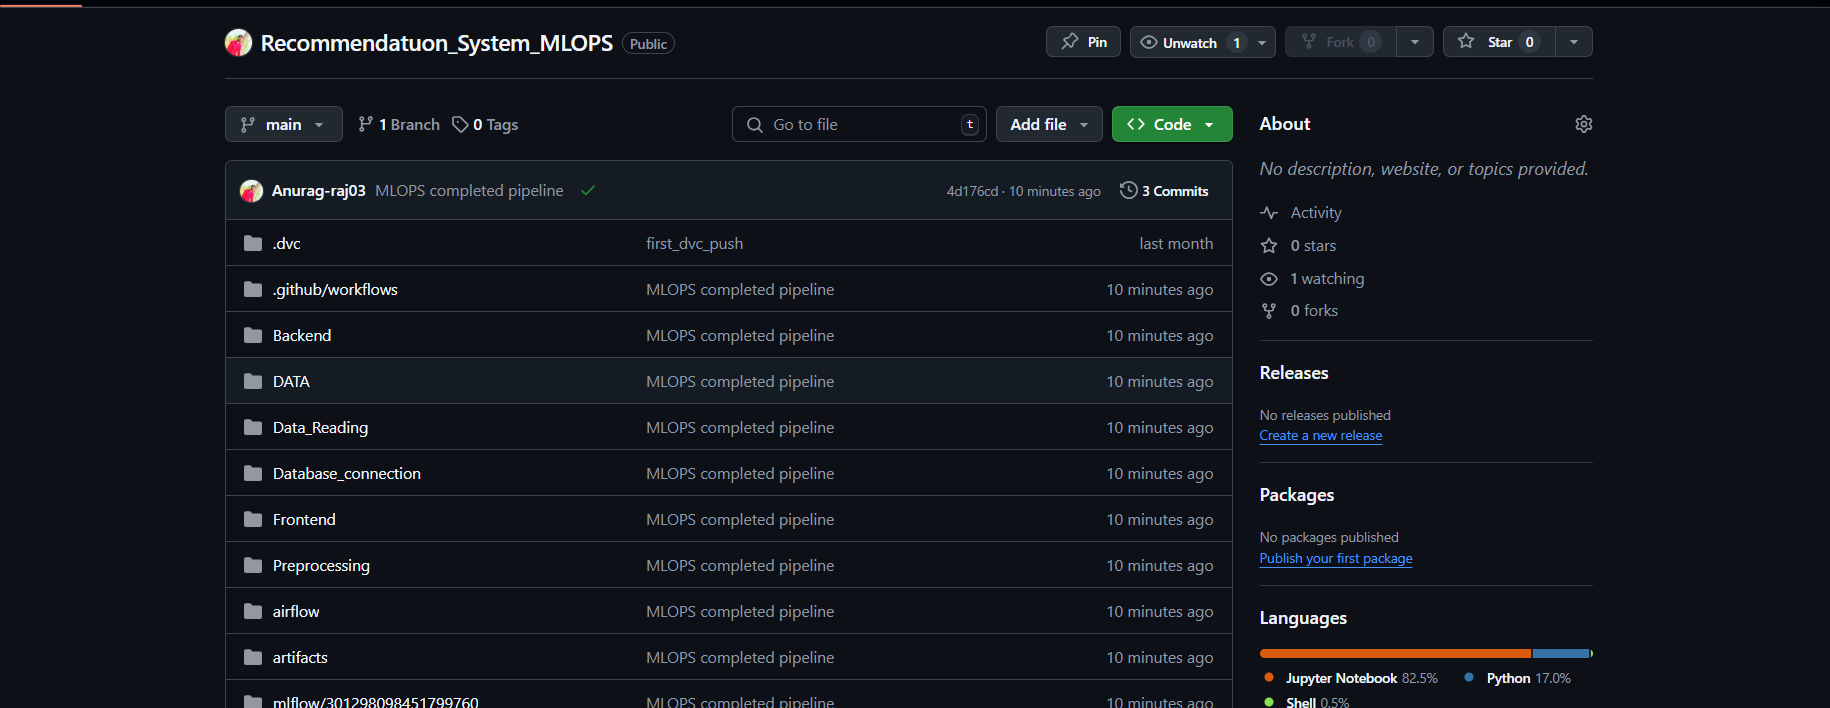 Recommendatuon_System_MLOPS Public Pin Unwatch 1 Fork 0 Star 0
main 1 Branch 0 Tags Go to file t Add file Code
Anurag-raj03 MLOPS completed pipeline 4d176cd · 10 minutes ago 3 Commits
.dvc first_dvc_push last month
.github/workflows MLOPS completed pipeline 10 minutes ago
Backend MLOPS completed pipeline 10 minutes ago
DATA MLOPS completed pipeline 10 minutes ago
Data_Reading MLOPS completed pipeline 10 minutes ago
Database_connection MLOPS completed pipeline 10 minutes ago
Frontend MLOPS completed pipeline 10 minutes ago
Preprocessing MLOPS completed pipeline 10 minutes ago
airflow MLOPS completed pipeline 10 minutes ago
artifacts MLOPS completed pipeline 10 minutes ago
mlflow/301298098451799760 MLOPS completed pipeline 10 minutes ago
About
No description, website, or topics provided.
Activity
0 stars
1 watching
0 forks
Releases
No releases published
Create a new release
Packages
No packages published
Publish your first package
Languages
Jupyter Notebook 82.5% Python 17.0%
Shell 0.5%